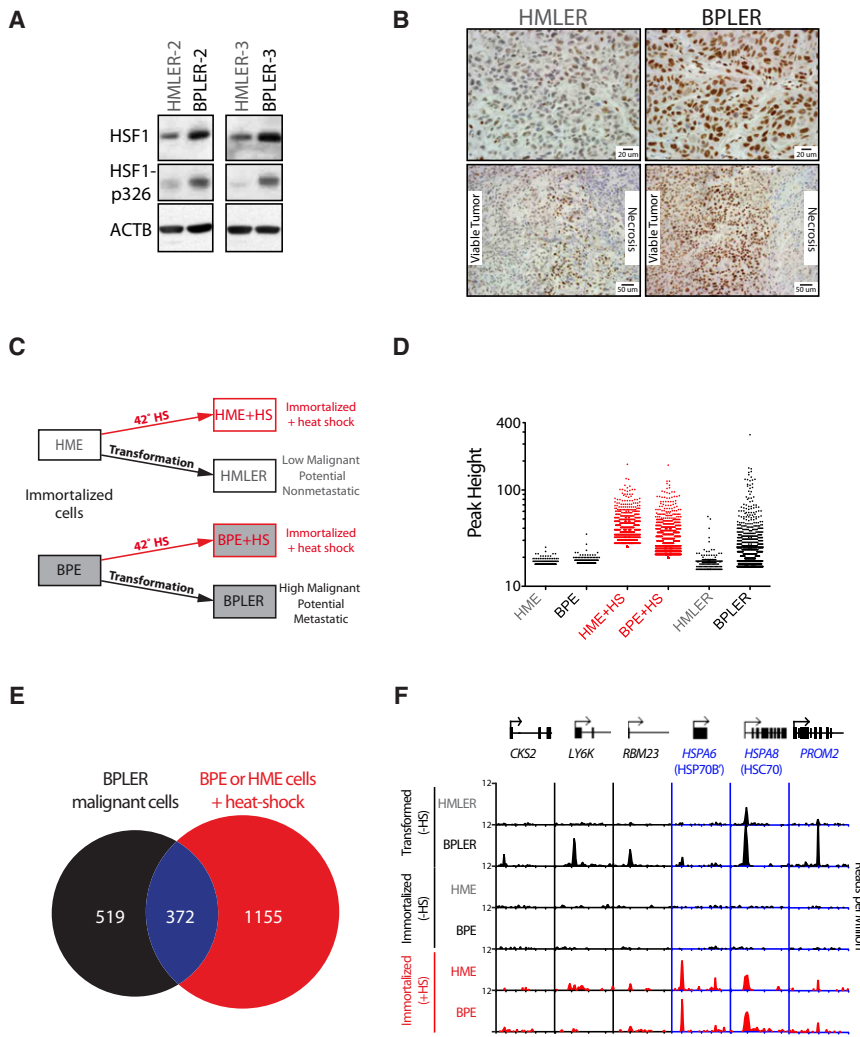 A
HMLER-2
BPLER-2
HMLER-3
BPLER-3
HSF1
HSF1-
p326
ACTB
B
HMLER
BPLER
20 um
20 um
Viable Tumor
Necrosis
Viable Tumor
Necrosis
50 um
50 um
C
HME
42° HS
Transformation
HME+HS
Immortalized
+ heat shock
HMLER
Low Malignant
Potential
Nonmetastatic
Immortalized
cells
BPE
42° HS
Transformation
BPE+HS
Immortalized
+ heat shock
BPLER
High Malignant
Potential
Metastatic
D
Peak Height
400
100
10
HME
BPE
HME+HS
BPE+HS
HMLER
BPLER
E
BPLER
malignant cells
BPE or HME cells
+ heat-shock
519
372
1155
F
CKS2
LY6K
RBM23
HSPA6
(HSP70B')
HSPA8
(HSC70)
PROM2
Transformed
(-HS)
HMLER
BPLER
Immortalized
(-HS)
HME
BPE
Immortalized
(+HS)
HME
BPE
12
12
12
12
12
12